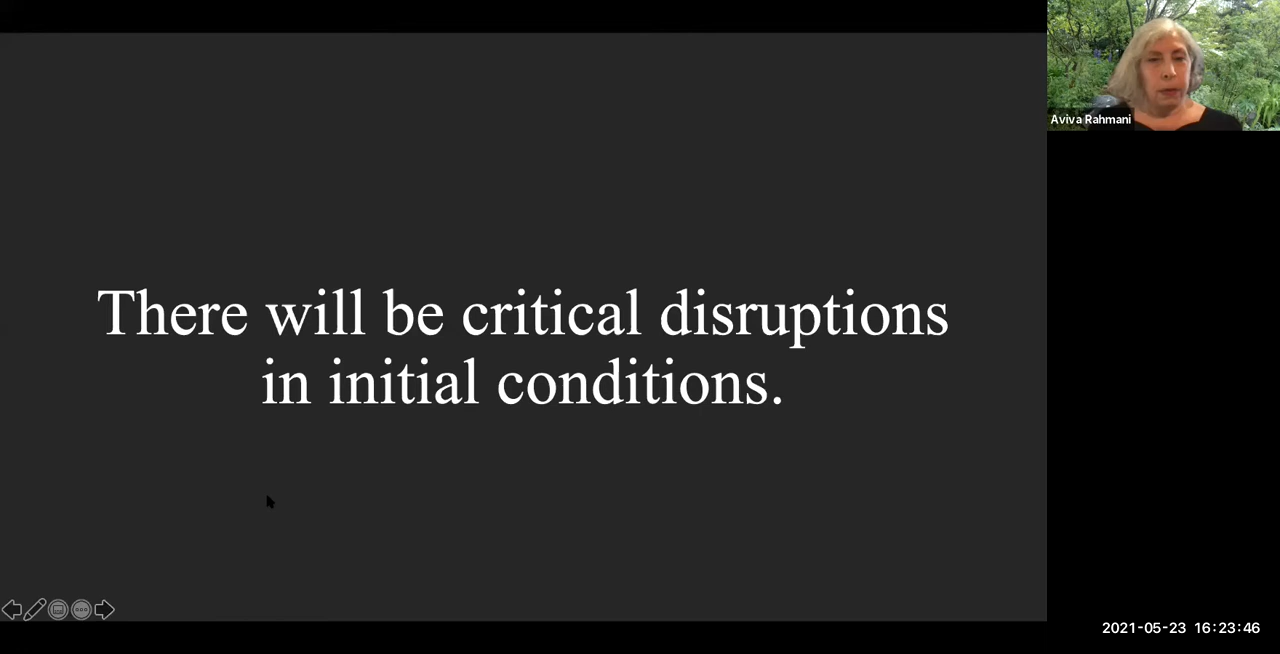 There will be critical disruptions
in initial conditions.
Aviva Rahmani
2021-05-23 16:23:46